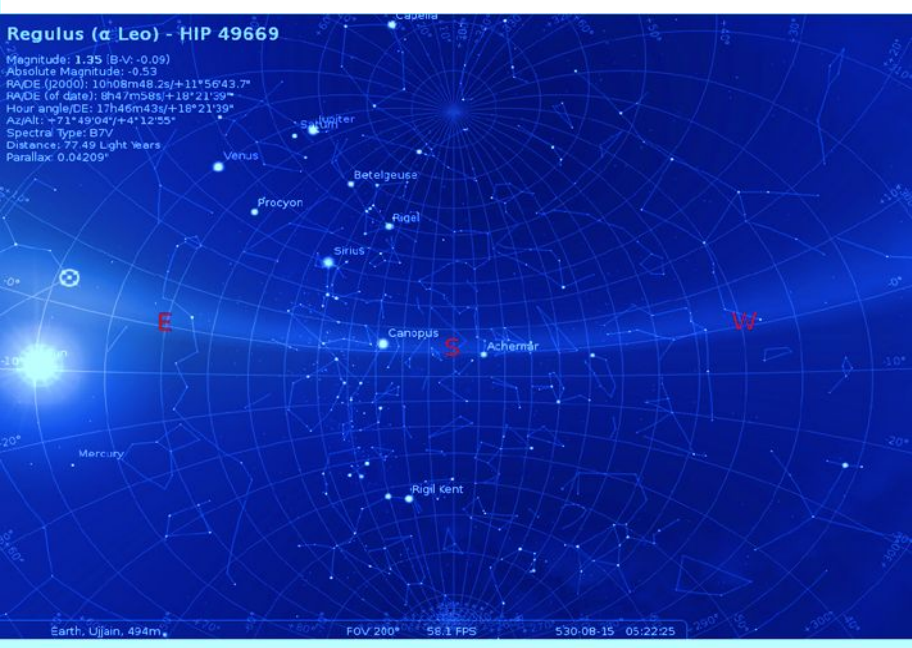 Capella
Regulus (α Leo) - HIP 49669
Magnitude: 1.35 (B-V: -0.09)
Absolute Magnitude: -0.53
RA/DE (J2000): 10h08m48.2s/+11°56'43.7"
RA/DE (of date): 8h47m58s/+18°21'39"
Hour angle/DE: 17h46m43s/+18°21'39"
Az/Alt: +71°49'04"/+4°12'55"
Spectral Type: B7V
Distance: 77.49 Light Years
Parallax: 0.04209"
Jupiter
Saturn
Venus
Betelgeuse
Procyon
Rigel
Sirius
E
W
Canopus
S
Achernar
-10°
-10°
-20°
-20°
Mercury
Rigil Kent
Earth, Ujjain, 494m
FOV 200°
58.1 FPS
530-08-15 05:22:25